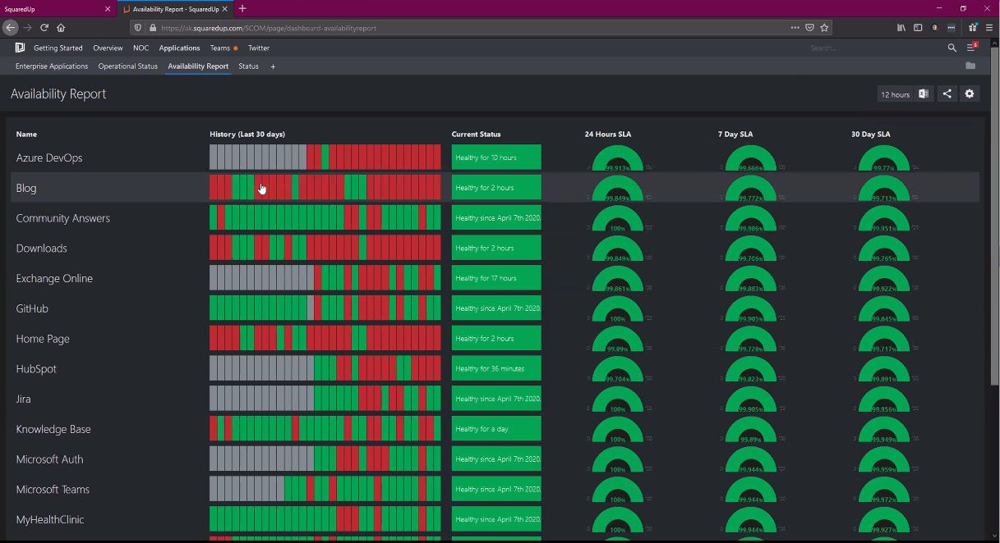 SquaredUp
Availability Report - SquaredUp
https://ak.squaredup.com/SCOM/page/dashboard-availabilityreport
Getting Started Overview NOC Applications Teams Twitter Search... 6
Enterprise Applications Operational Status Availability Report Status +
Availability Report
12 hours
Name History (Last 30 days) Current Status 24 Hours SLA 7 Day SLA 30 Day SLA
Azure DevOps Healthy for 10 hours 99.913% 99.666% 99.77%
Blog Healthy for 2 hours 99.849% 99.772% 99.713%
Community Answers Healthy since April 7th 2020, 100% 99.986% 99.951%
Downloads Healthy for 2 hours 99.849% 99.706% 99.765%
Exchange Online Healthy for 17 hours 99.861% 99.883% 99.922%
GitHub Healthy since April 7th 2020, 100% 99.905% 99.845%
Home Page Healthy for 2 hours 99.89% 99.728% 99.717%
HubSpot Healthy for 36 minutes 99.704% 99.823% 99.891%
Jira Healthy since April 7th 2020, 100% 99.905% 99.956%
Knowledge Base Healthy for a day 100% 99.89% 99.949%
Microsoft Auth Healthy since April 7th 2020, 100% 99.944% 99.959%
Microsoft Teams Healthy since April 7th 2020, 100% 99.944% 99.972%
MyHealthClinic Healthy since April 7th 2020, 100% 99.944% 99.927%